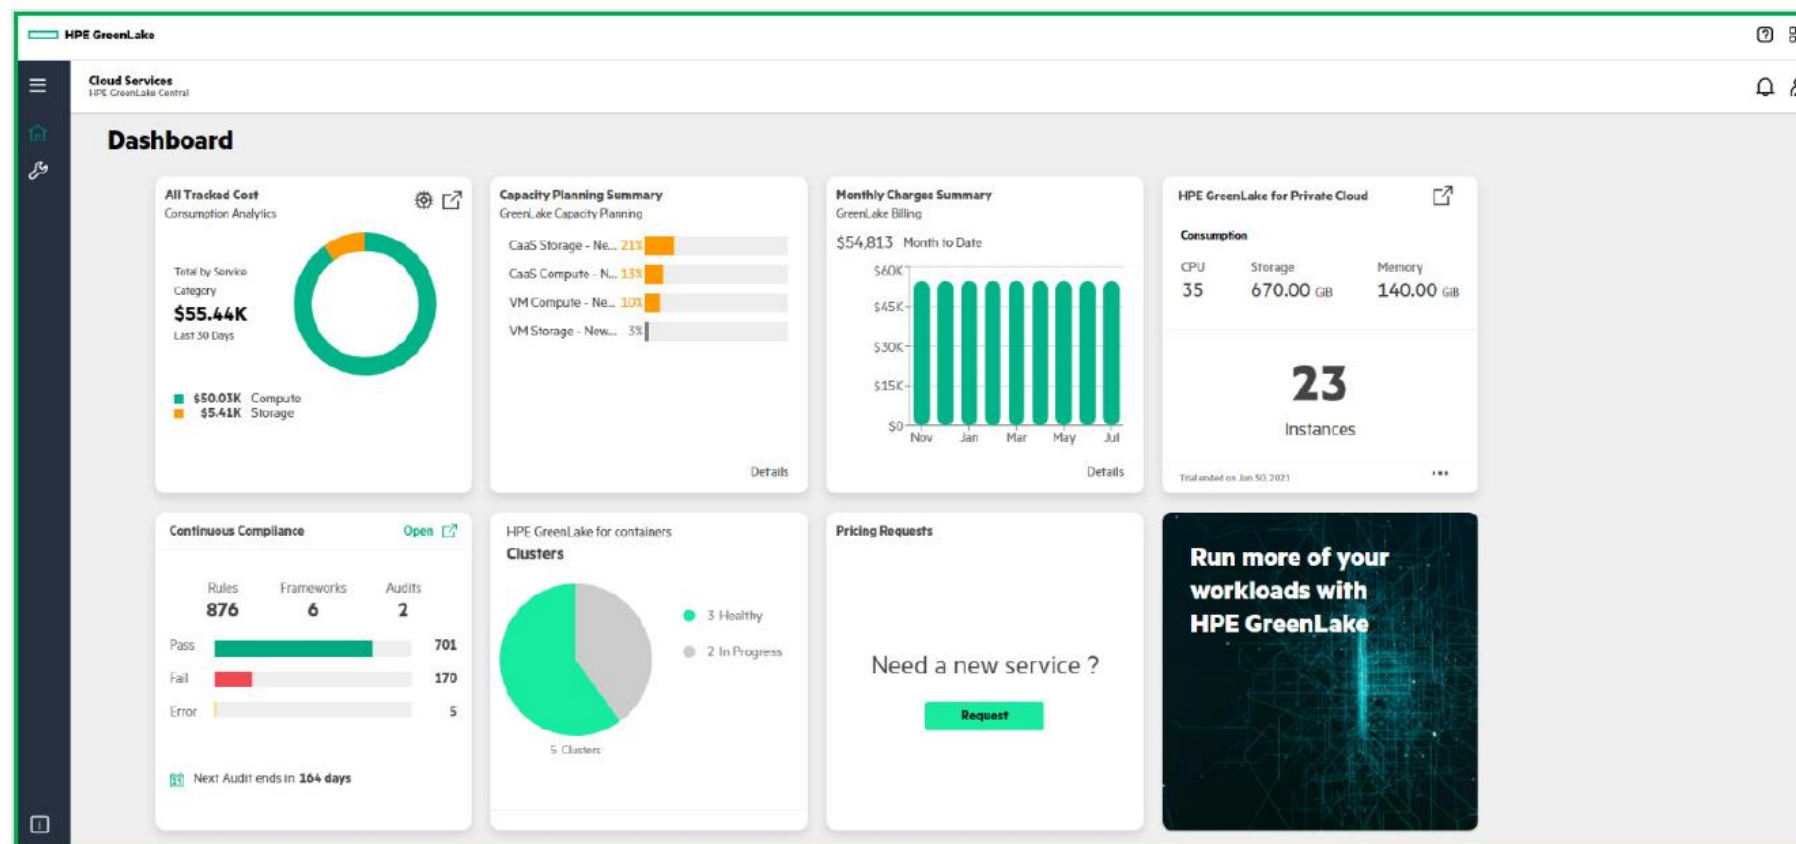 HPE GreenLake
Cloud Services
HPE GreenLake Central
Dashboard
All Tracked Cost
Consumption Analytics
Total by Service
Category
$55.44K
Last 30 Days
$50.03K Compute
$5.41K Storage
Capacity Planning Summary
GreenLake Capacity Planning
CaaS Storage - Ne... 21%
CaaS Compute - N... 13%
VM Compute - Ne... 10%
VM Storage - New... 3%
Details
Monthly Charges Summary
GreenLake Billing
$54,813 Month to Date
$60K
$45K
$30K
$15K
$0
Nov Jan Mar May Jul
Details
HPE GreenLake for Private Cloud
Consumption
CPU Storage Memory
35 670.00 GiB 140.00 GiB
23
Instances
Trial ended on Jun 30, 2021
Continuous Compliance Open
Rules Frameworks Audits
876 6 2
Pass 701
Fail 170
Error 5
Next Audit ends in 164 days
HPE GreenLake for containers
Clusters
3 Healthy
2 In Progress
5 Clusters
Pricing Requests
Need a new service ?
Request
Run more of your
workloads with
HPE GreenLake